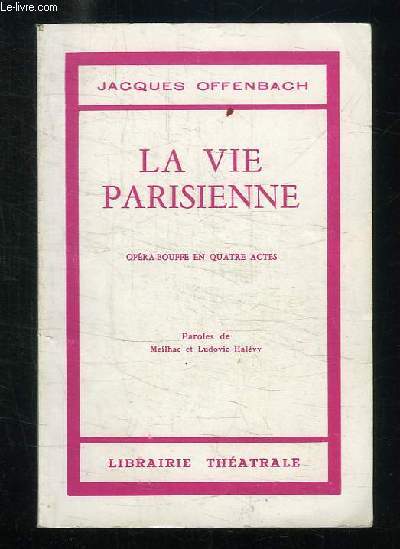 Le-livre.com
JACQUES OFFENBACH
LA VIE
PARISIENNE
OPÉRA-BOUFFE EN QUATRE ACTES
Paroles de
Meilhac et Ludovic Halévy
LIBRAIRIE THÉATRALE